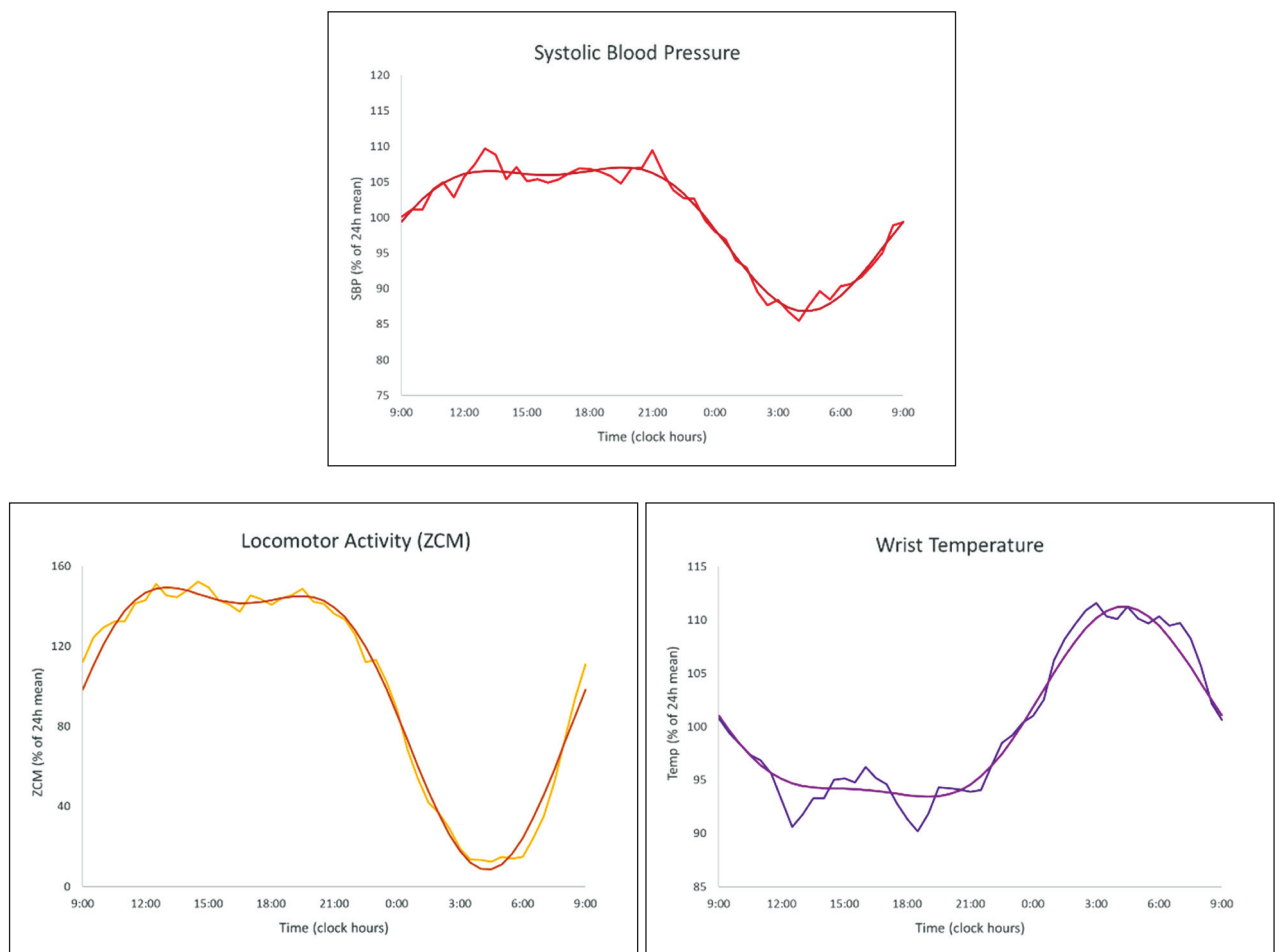 Systolic Blood Pressure
120
115
110
105
100
95
90
85
80
75
SBP (% of 24h mean)
9:00 12:00 15:00 18:00 21:00 0:00 3:00 6:00 9:00
Time (clock hours)
Locomotor Activity (ZCM)
160
120
80
40
0
ZCM (% of 24h mean)
9:00 12:00 15:00 18:00 21:00 0:00 3:00 6:00 9:00
Time (clock hours)
Wrist Temperature
115
110
105
100
95
90
85
Temp (% of 24h mean)
9:00 12:00 15:00 18:00 21:00 0:00 3:00 6:00 9:00
Time (clock hours)